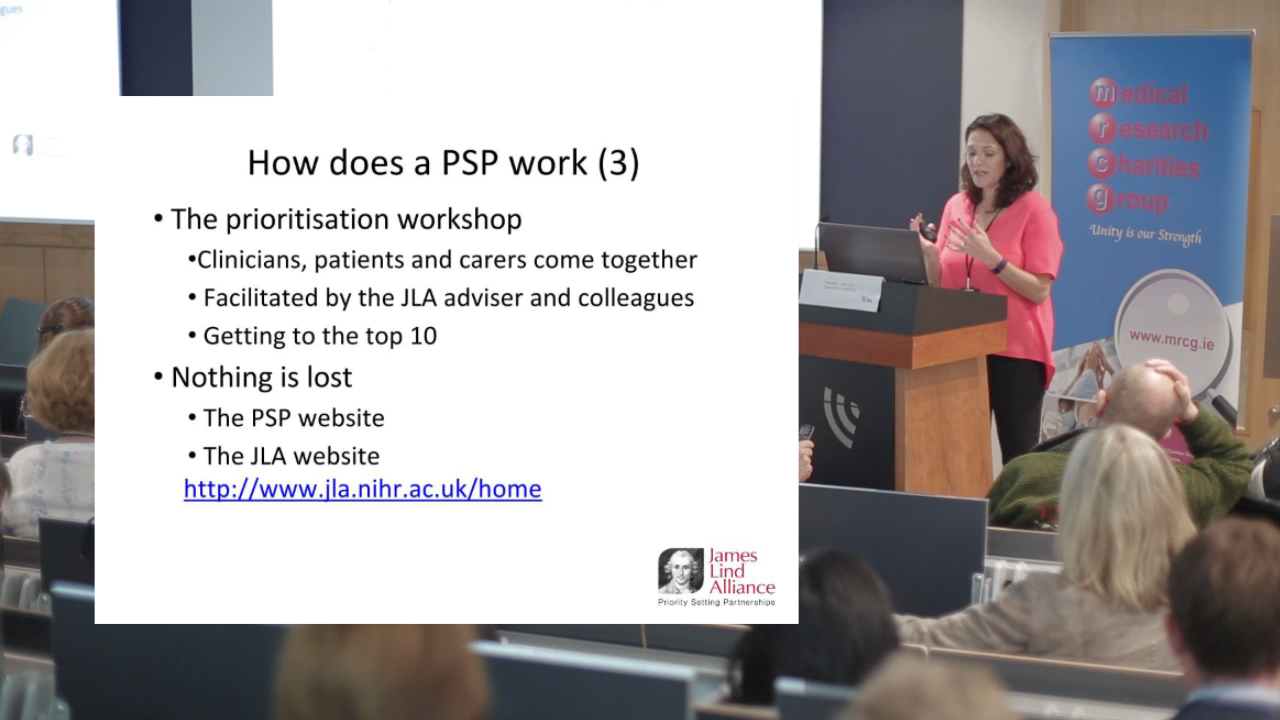 gues
How does a PSP work (3)
• The prioritisation workshop
•Clinicians, patients and carers come together
• Facilitated by the JLA adviser and colleagues
• Getting to the top 10
• Nothing is lost
• The PSP website
• The JLA website
http://www.jla.nihr.ac.uk/home
James
Lind
Alliance
Priority Setting Partnerships
medical
research
charities
group
Unity is our Strength
www.mrcg.ie